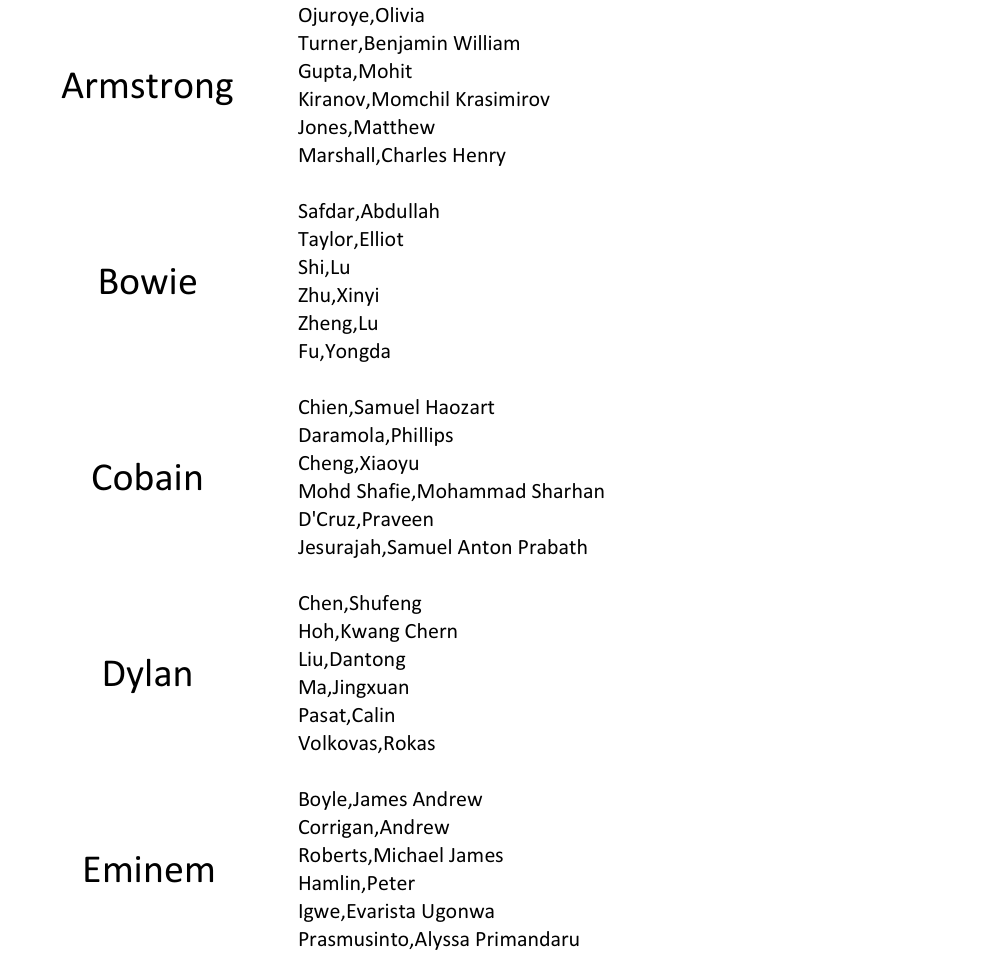 Armstrong
Ojuroye,Olivia
Turner,Benjamin William
Gupta,Mohit
Kiranov,Momchil Krasimirov
Jones,Matthew
Marshall,Charles Henry
Bowie
Safdar,Abdullah
Taylor,Elliot
Shi,Lu
Zhu,Xinyi
Zheng,Lu
Fu,Yongda
Cobain
Chien,Samuel Haozart
Daramola,Phillips
Cheng,Xiaoyu
Mohd Shafie,Mohammad Sharhan
D'Cruz,Praveen
Jesurajah,Samuel Anton Prabath
Dylan
Chen,Shufeng
Hoh,Kwang Chern
Liu,Dantong
Ma,Jingxuan
Pasat,Calin
Volkovas,Rokas
Eminem
Boyle,James Andrew
Corrigan,Andrew
Roberts,Michael James
Hamlin,Peter
Igwe,Evarista Ugonwa
Prasmusinto,Alyssa Primandaru